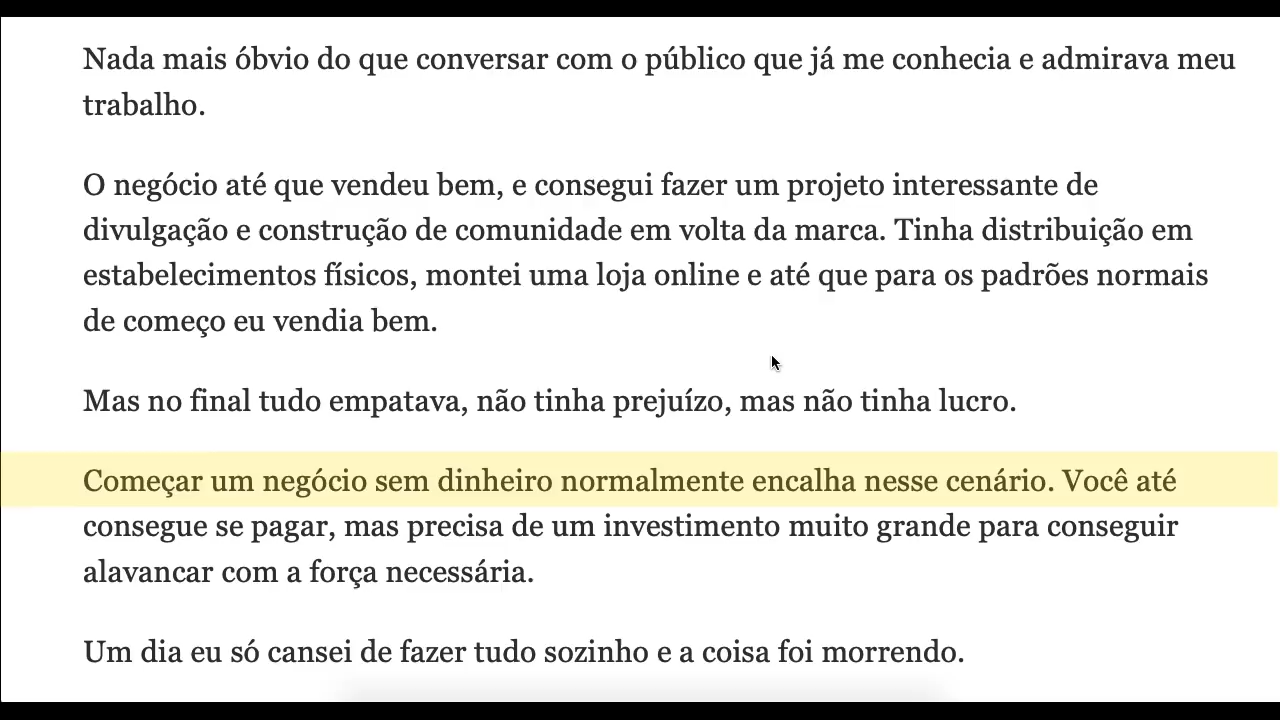 Nada mais óbvio do que conversar com o público que já me conhecia e admirava meu
trabalho.
O negócio até que vendeu bem, e consegui fazer um projeto interessante de
divulgação e construção de comunidade em volta da marca. Tinha distribuição em
estabelecimentos físicos, montei uma loja online e até que para os padrões normais
de começo eu vendia bem.
Mas no final tudo empatava, não tinha prejuízo, mas não tinha lucro.
Começar um negócio sem dinheiro normalmente encalha nesse cenário. Você até
consegue se pagar, mas precisa de um investimento muito grande para conseguir
alavancar com a força necessária.
Um dia eu só cansei de fazer tudo sozinho e a coisa foi morrendo.